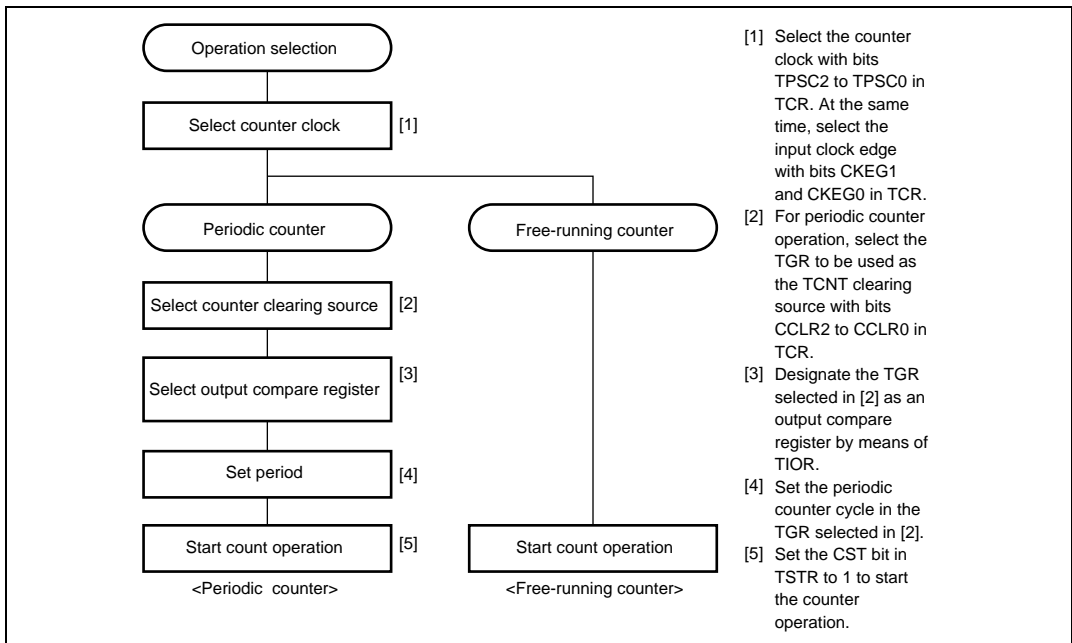 Operation selection
Select counter clock [1]
Periodic counter
Free-running counter
Select counter clearing source [2]
Select output compare register [3]
Set period [4]
Start count operation [5]
Start count operation
<Periodic counter>
<Free-running counter>
[1] Select the counter
clock with bits
TPSC2 to TPSC0 in
TCR. At the same
time, select the
input clock edge
with bits CKEG1
and CKEG0 in TCR.
[2] For periodic counter
operation, select the
TGR to be used as
the TCNT clearing
source with bits
CCLR2 to CCLR0 in
TCR.
[3] Designate the TGR
selected in [2] as an
output compare
register by means of
TIOR.
[4] Set the periodic
counter cycle in the
TGR selected in [2].
[5] Set the CST bit in
TSTR to 1 to start
the counter
operation.